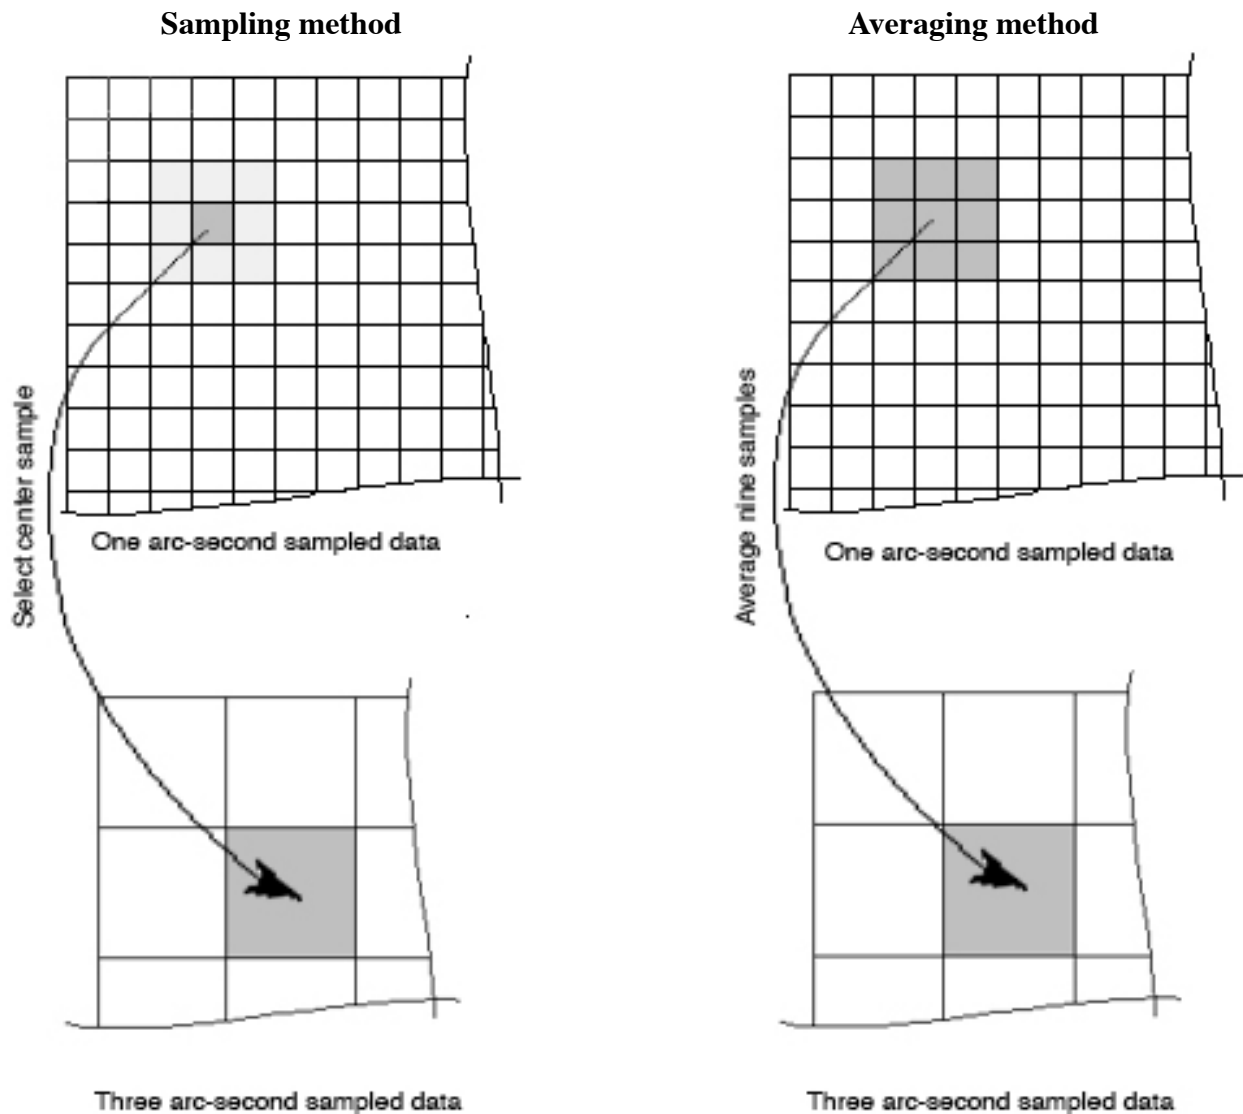 Sampling method
Select center sample
One arc-second sampled data
Three arc-second sampled data
Averaging method
Average nine samples
One arc-second sampled data
Three arc-second sampled data